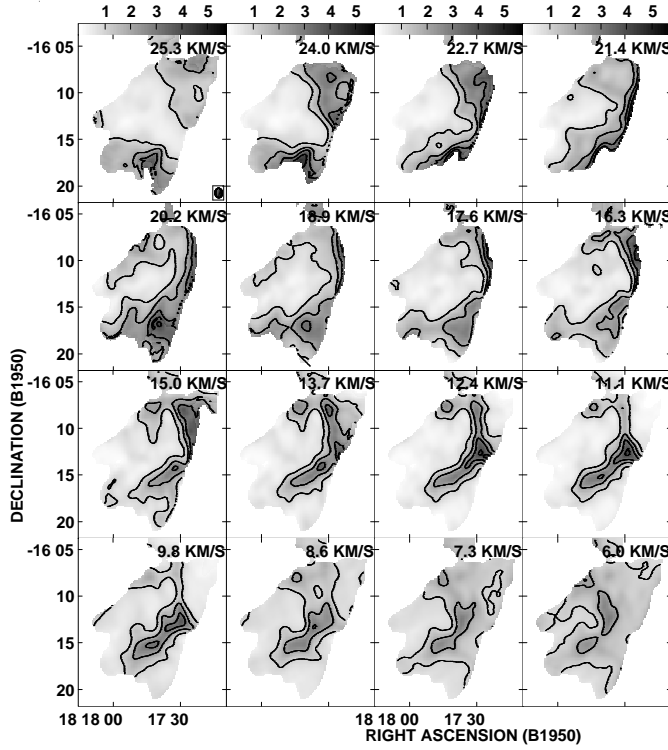 1 2 3 4 5 1 2 3 4 5 1 2 3 4 5 1 2 3 4 5
-16 05 25.3 KM/S 24.0 KM/S 22.7 KM/S 21.4 KM/S
10
15
20
-16 05 20.2 KM/S 18.9 KM/S 17.6 KM/S 16.3 KM/S
10
15
20
-16 05 15.0 KM/S 13.7 KM/S 12.4 KM/S 11.1 KM/S
10
15
20
-16 05 9.8 KM/S 8.6 KM/S 7.3 KM/S 6.0 KM/S
10
15
20
DECLINATION (B1950)
18 18 00 17 30 18 18 00 17 30
RIGHT ASCENSION (B1950)